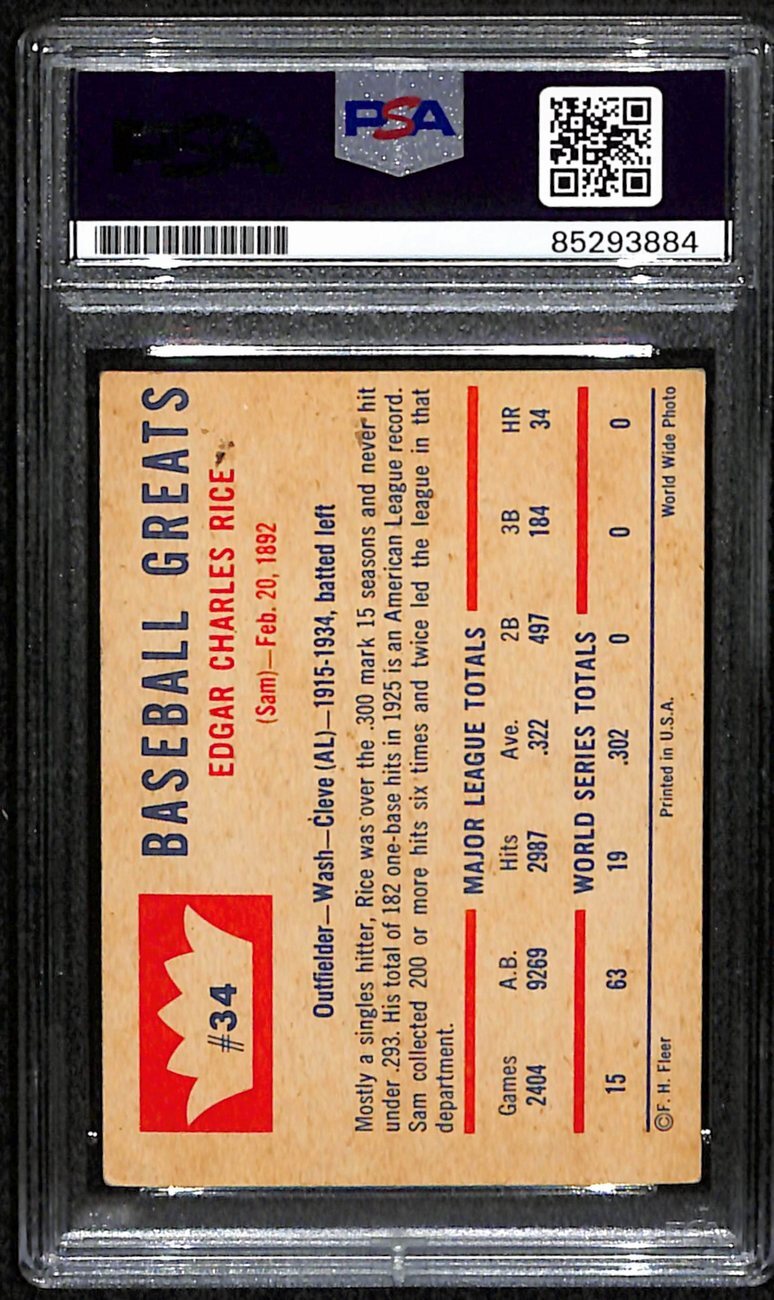 PSA
PSA
85293884
BASEBALL GREATS
EDGAR CHARLES RICE
(Sam)—Feb. 20, 1892
#34
Outfielder—Wash—Cleve (AL)—1915-1934, batted left
Mostly a singles hitter, Rice was over the .300 mark 15 seasons and never hit
under .293. His total of 182 one-base hits in 1925 is an American League record.
Sam collected 200 or more hits six times and twice led the league in that
department.
MAJOR LEAGUE TOTALS
Games A.B. Hits Ave. 2B 3B HR
2404 9269 2987 .322 497 184 34
WORLD SERIES TOTALS
15 63 19 .302 0 0 0
©F. H. Fleer Printed in U.S.A. World Wide Photo